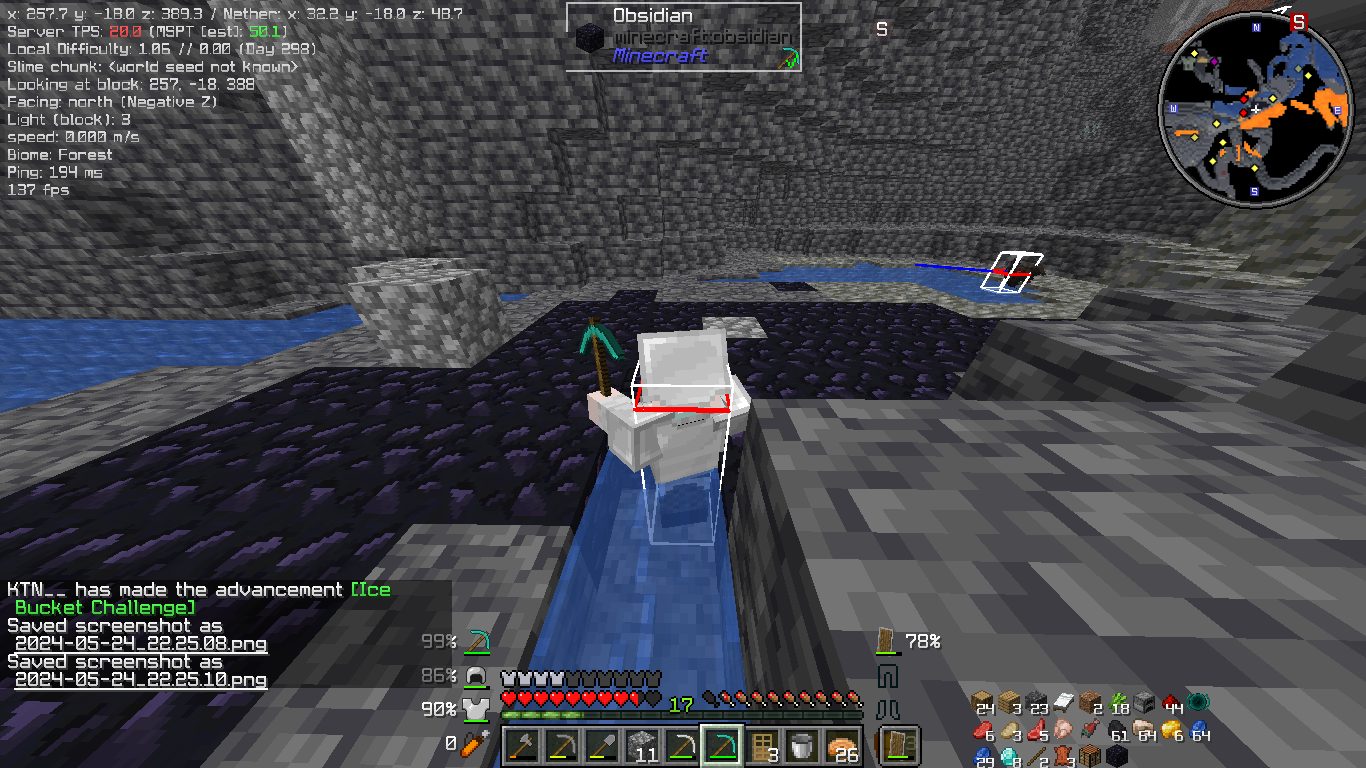 x: 257.7 y: -18.0 z: 389.3 / Nether: x: 32.2 y: -18.0 z: 48.7
Server TPS: 20.0 (MSPT [est]: 50.1)
Local Difficulty: 1.06 // 0.00 (Day 298)
Slime chunk: <world seed not known>
Looking at block: 257, -18, 388
Facing: north (Negative Z)
Light (block): 3
speed: 0.000 m/s
Biome: Forest
Ping: 194 ms
137 fps
Obsidian
minecraft:obsidian
Minecraft
S
S
N
W
E
S
KTN__ has made the advancement [Ice
Bucket Challenge]
Saved screenshot as
2024-05-24_22.25.08.png
Saved screenshot as
2024-05-24_22.25.10.png
99%
86%
90%
0
78%
17
11 3 26
24 3 23 2 2 18 44
6 3 5 61 64 6 64
29 8 2 3